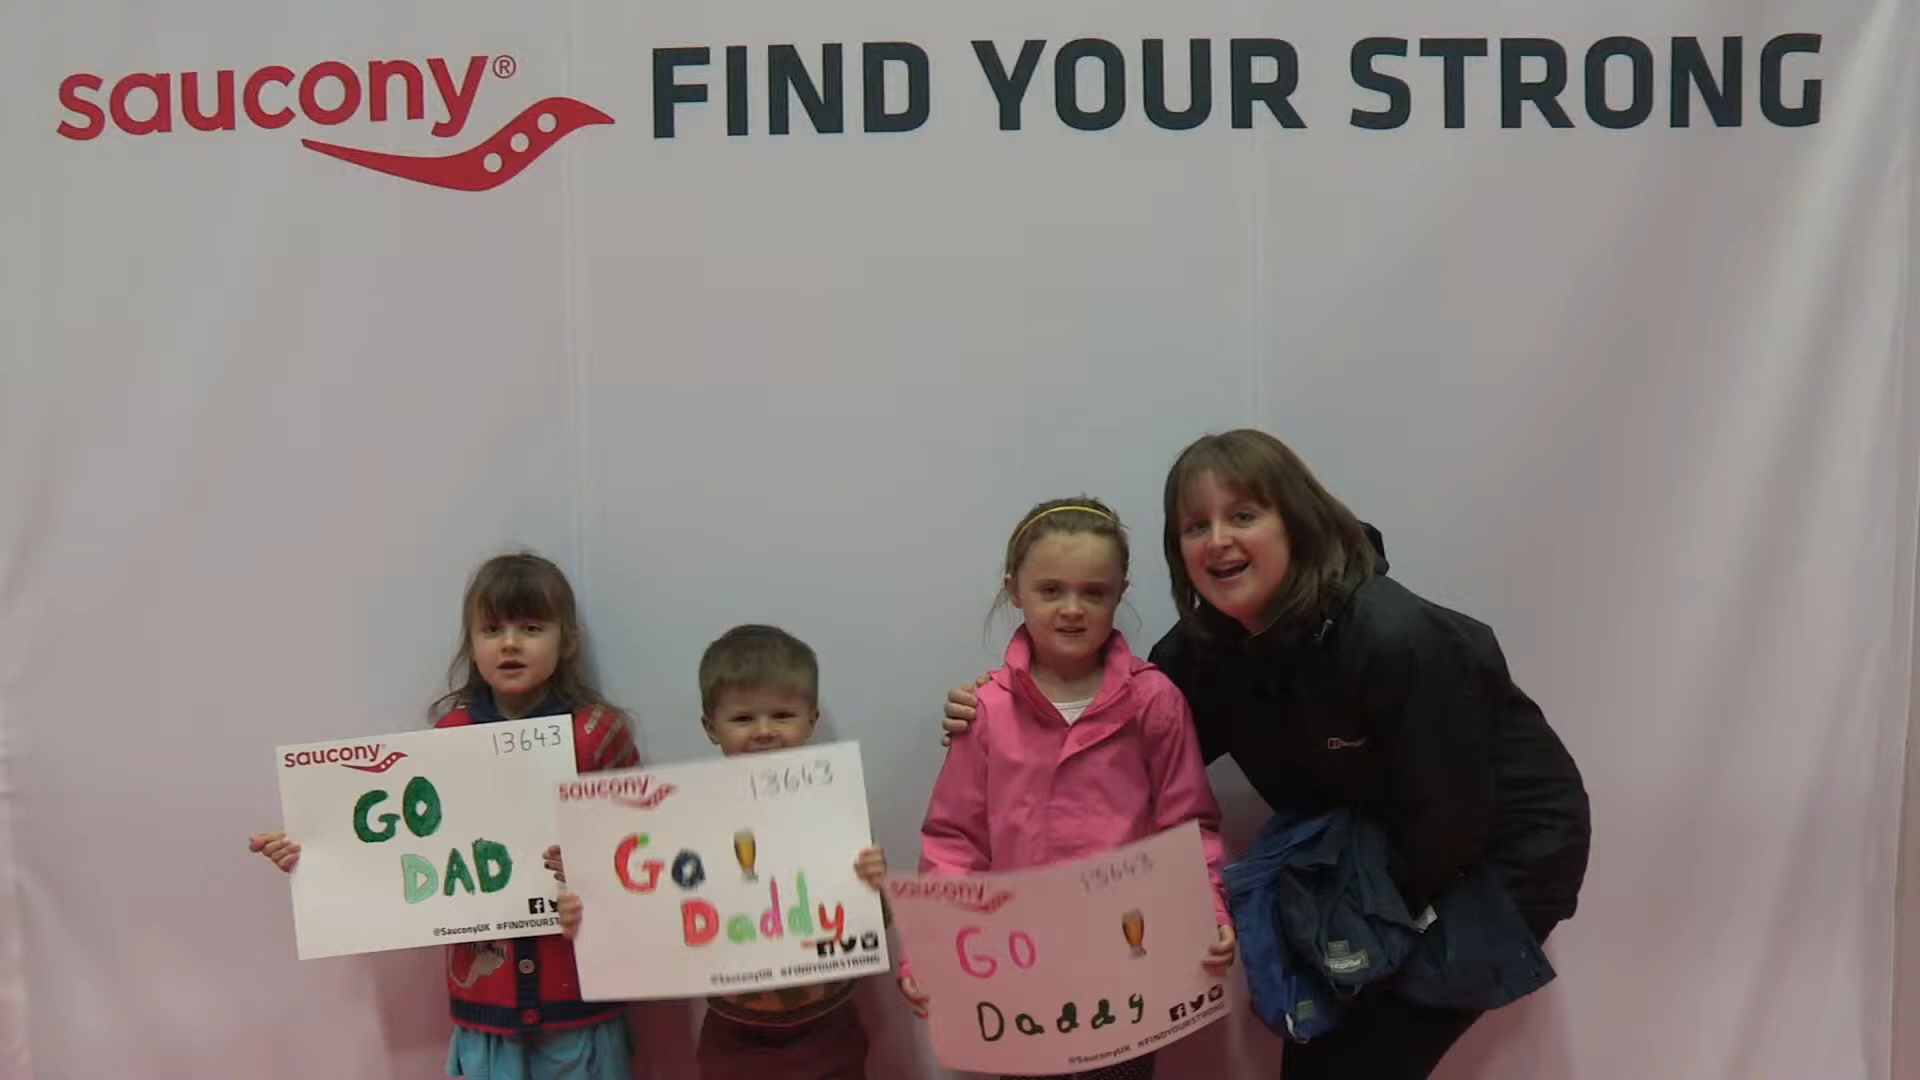 saucony® FIND YOUR STRONG
saucony 13643
GO
DAD
@SauconyUK #FINDYOURST
saucony 13643
Go
Daddy
@SauconyUK #FINDYOURSTRONG
saucony 13643
GO
Daddy
@SauconyUK #FINDYOURSTRONG